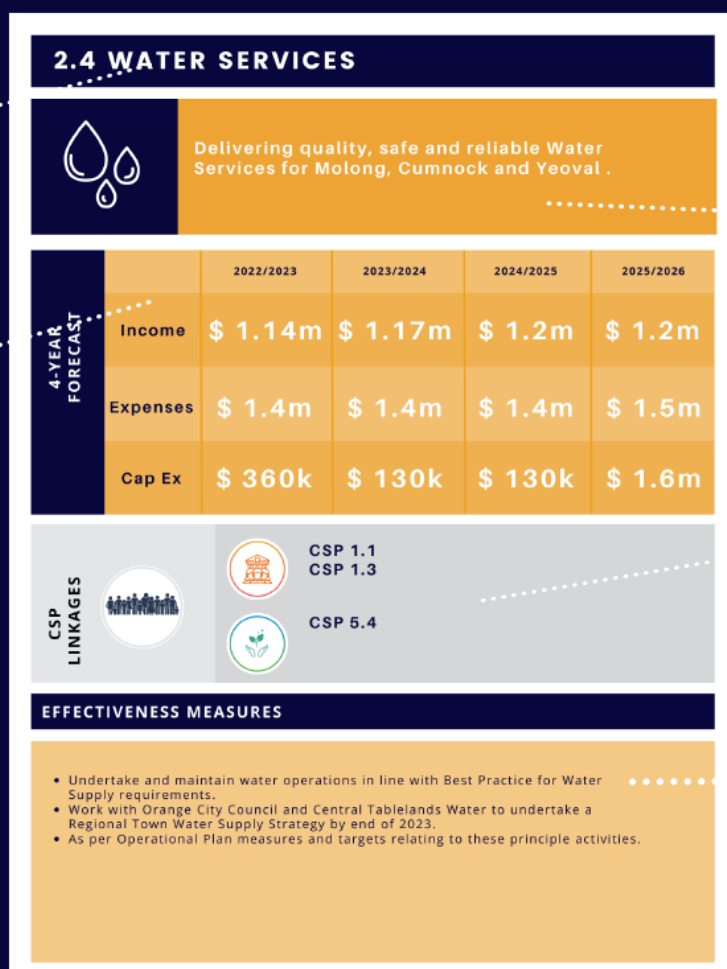 2.4 WATER SERVICES
Delivering quality, safe and reliable Water
Services for Molong, Cumnock and Yeoval .
4-YEAR
FORECAST
2022/2023 2023/2024 2024/2025 2025/2026
Income $ 1.14m $ 1.17m $ 1.2m $ 1.2m
Expenses $ 1.4m $ 1.4m $ 1.4m $ 1.5m
Cap Ex $ 360k $ 130k $ 130k $ 1.6m
CSP
LINKAGES
CSP 1.1
CSP 1.3
CSP 5.4
EFFECTIVENESS MEASURES
• Undertake and maintain water operations in line with Best Practice for Water
Supply requirements.
• Work with Orange City Council and Central Tablelands Water to undertake a
Regional Town Water Supply Strategy by end of 2023.
• As per Operational Plan measures and targets relating to these principle activities.